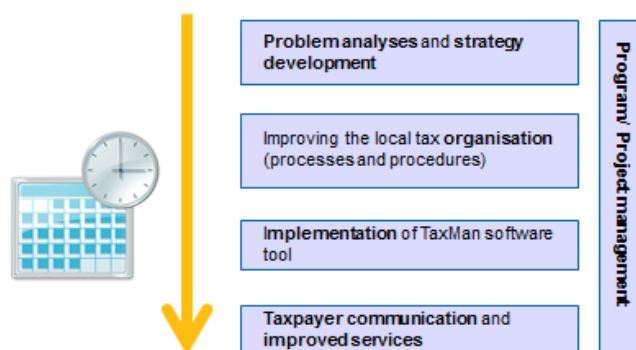 Problem analyses and strategy
development
Improving the local tax organisation
(processes and procedures)
Implementation of TaxMan software
tool
Taxpayer communication and
improved services
Program/ Project management